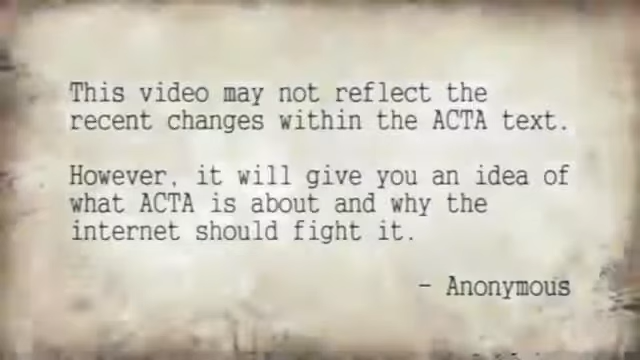 This video may not reflect the
recent changes within the ACTA text.
However, it will give you an idea of
what ACTA is about and why the
internet should fight it.
- Anonymous